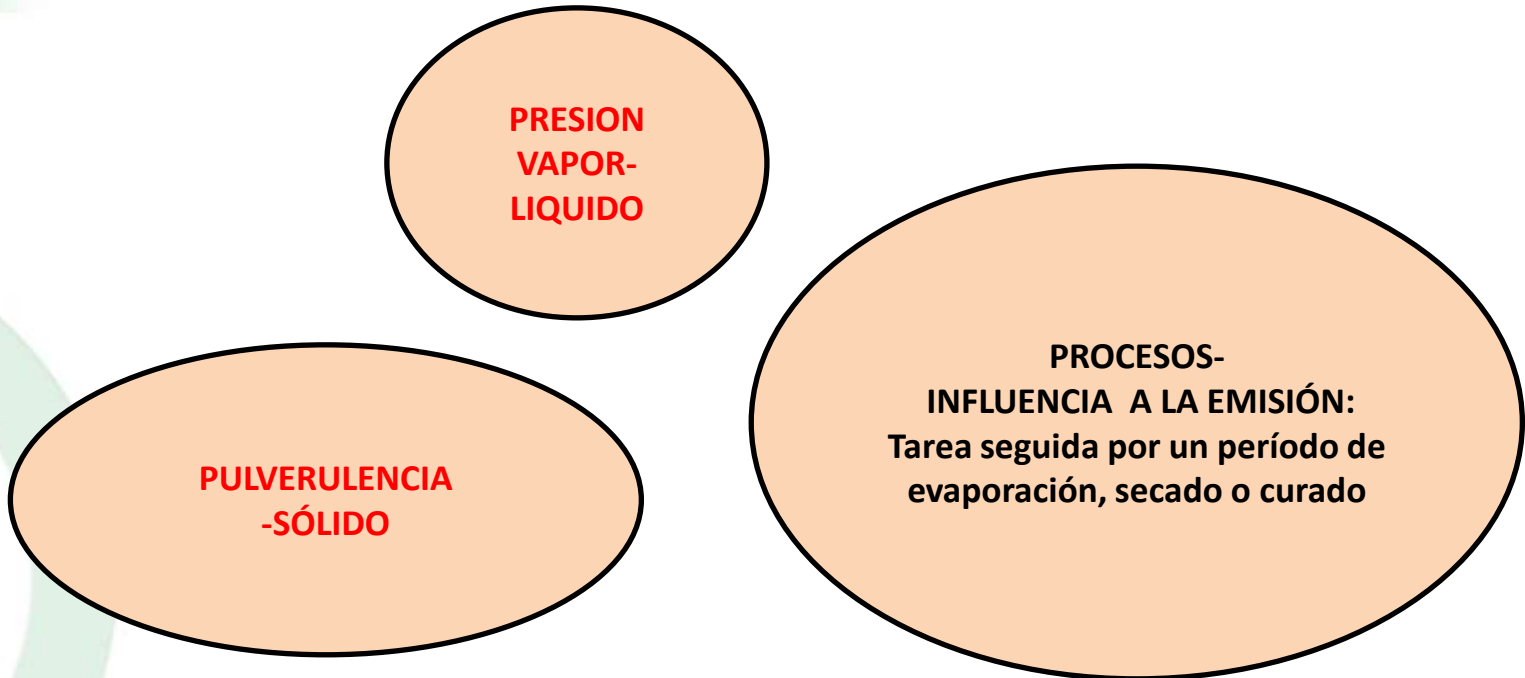 PRESION
VAPOR-
LIQUIDO
PROCESOS-
INFLUENCIA A LA EMISIÓN:
Tarea seguida por un período de
evaporación, secado o curado
PULVERULENCIA
-SÓLIDO